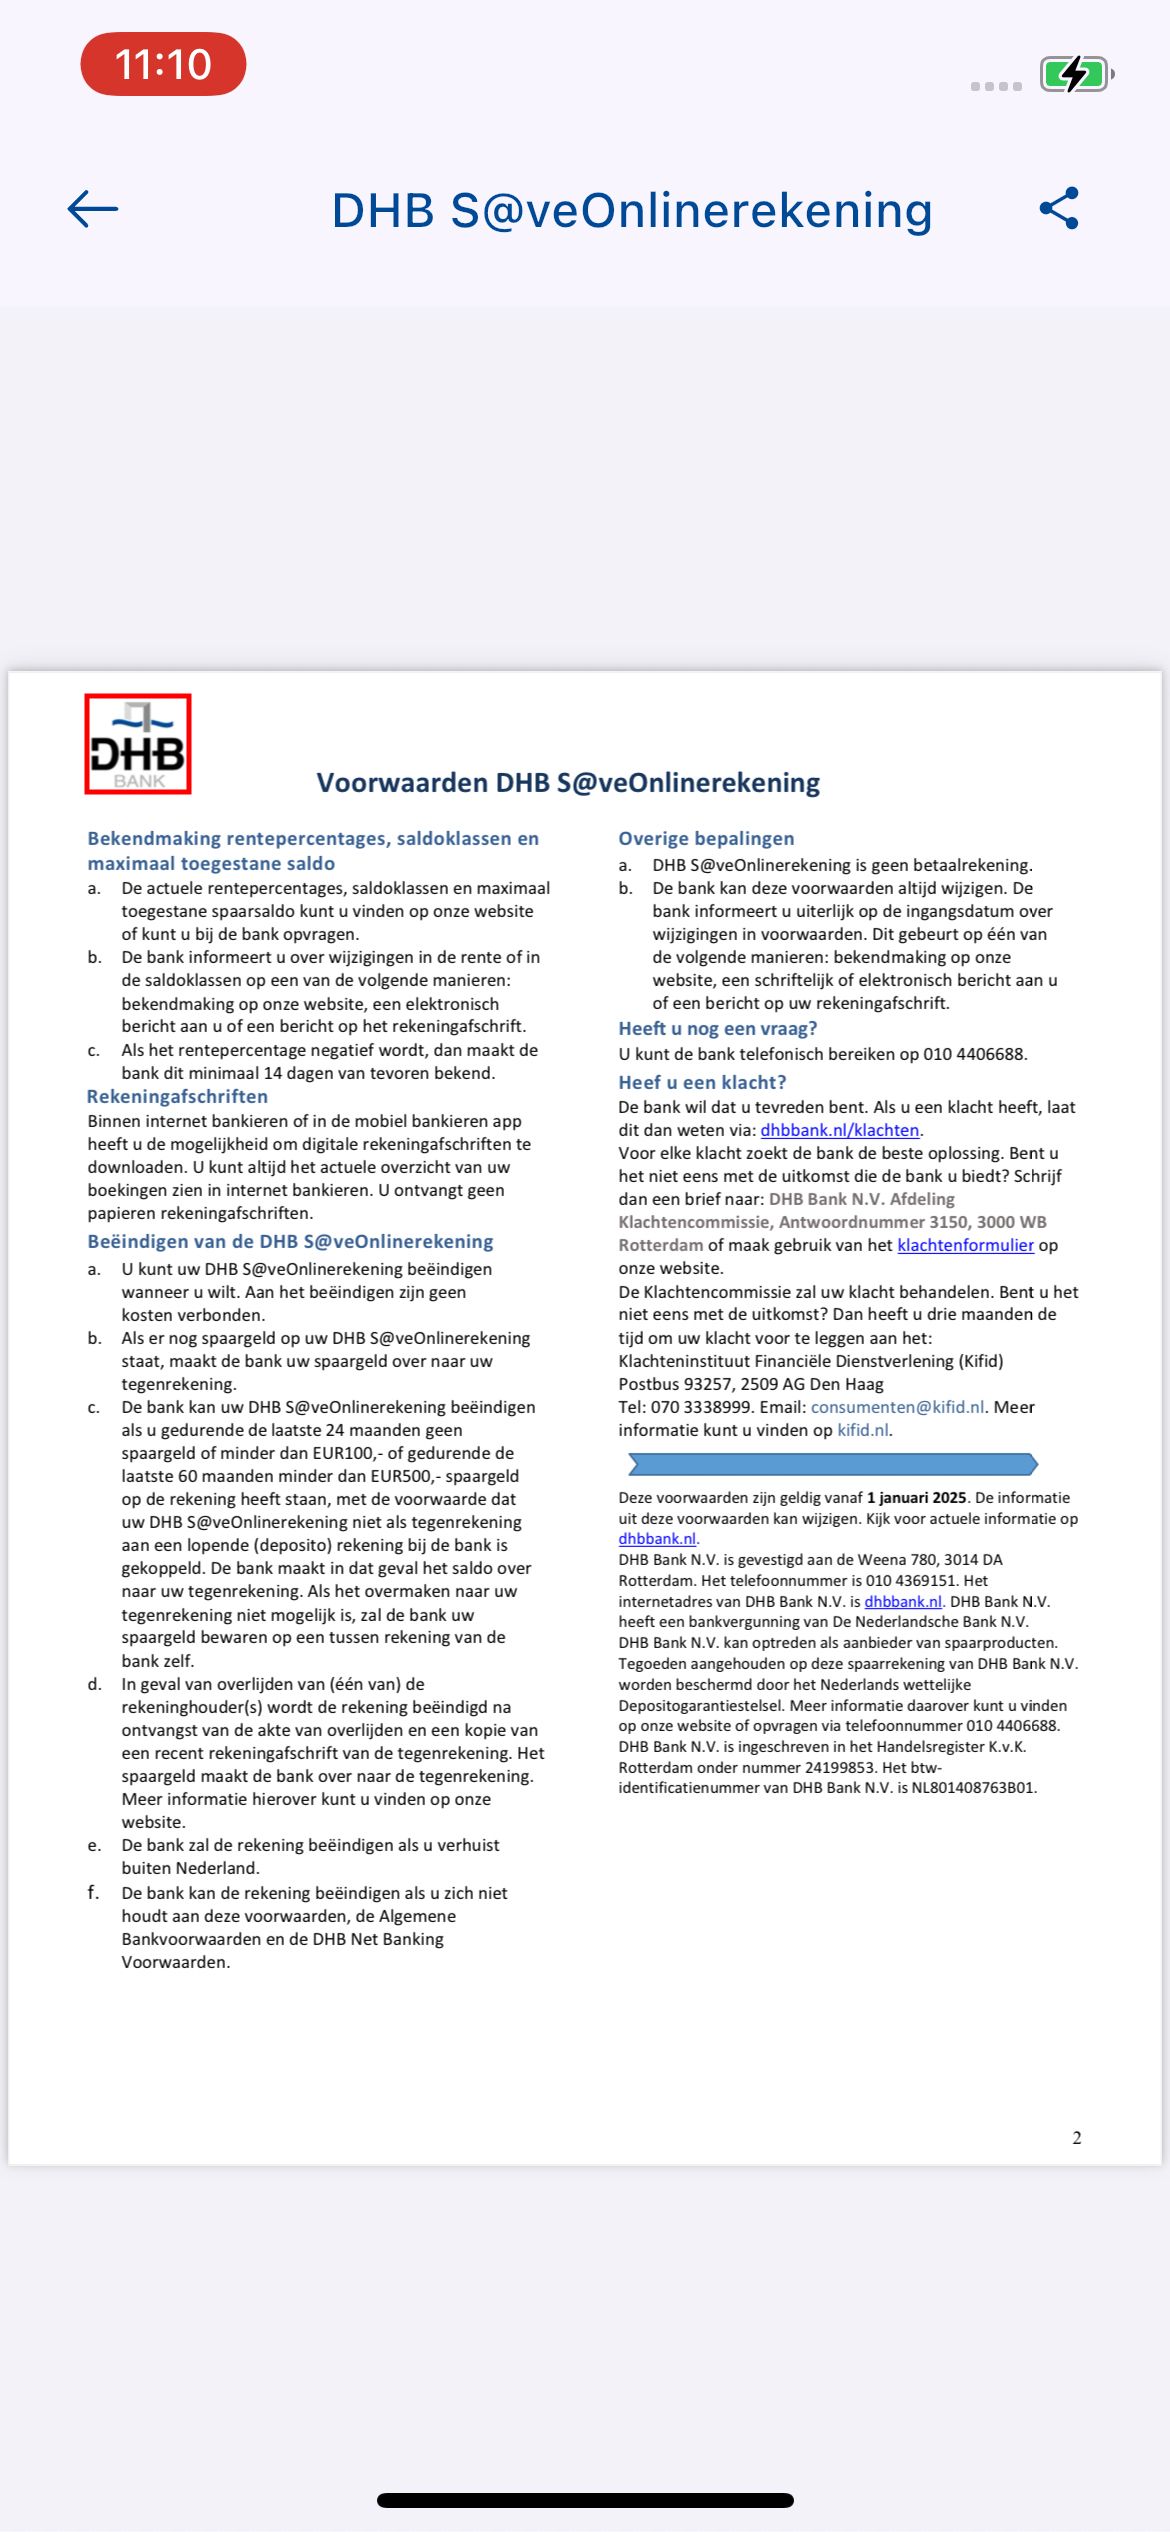 11:10
DHB S@veOnlinerekening
DHB
BANK
Voorwaarden DHB S@veOnlinerekening
Bekendmaking rentepercentages, saldoklassen en
maximaal toegestane saldo
a. De actuele rentepercentages, saldoklassen en maximaal
toegestane spaarsaldo kunt u vinden op onze website
of kunt u bij de bank opvragen.
b. De bank informeert u over wijzigingen in de rente of in
de saldoklassen op een van de volgende manieren:
bekendmaking op onze website, een elektronisch
bericht aan u of een bericht op het rekeningafschrift.
c. Als het rentepercentage negatief wordt, dan maakt de
bank dit minimaal 14 dagen van tevoren bekend.
Rekeningafschriften
Binnen internet bankieren of in de mobiel bankieren app
heeft u de mogelijkheid om digitale rekeningafschriften te
downloaden. U kunt altijd het actuele overzicht van uw
boekingen zien in internet bankieren. U ontvangt geen
papieren rekeningafschriften.
Beëindigen van de DHB S@veOnlinerekening
a. U kunt uw DHB S@veOnlinerekening beëindigen
wanneer u wilt. Aan het beëindigen zijn geen
kosten verbonden.
b. Als er nog spaargeld op uw DHB S@veOnlinerekening
staat, maakt de bank uw spaargeld over naar uw
tegenrekening.
c. De bank kan uw DHB S@veOnlinerekening beëindigen
als u gedurende de laatste 24 maanden geen
spaargeld of minder dan EUR100,- of gedurende de
laatste 60 maanden minder dan EUR500,- spaargeld
op de rekening heeft staan, met de voorwaarde dat
uw DHB S@veOnlinerekening niet als tegenrekening
aan een lopende (deposito) rekening bij de bank is
gekoppeld. De bank maakt in dat geval het saldo over
naar uw tegenrekening. Als het overmaken naar uw
tegenrekening niet mogelijk is, zal de bank uw
spaargeld bewaren op een tussen rekening van de
bank zelf.
d. In geval van overlijden van (één van) de
rekeninghouder(s) wordt de rekening beëindigd na
ontvangst van de akte van overlijden en een kopie van
een recent rekeningafschrift van de tegenrekening. Het
spaargeld maakt de bank over naar de tegenrekening.
Meer informatie hierover kunt u vinden op onze
website.
e. De bank zal de rekening beëindigen als u verhuist
buiten Nederland.
f. De bank kan de rekening beëindigen als u zich niet
houdt aan deze voorwaarden, de Algemene
Bankvoorwaarden en de DHB Net Banking
Voorwaarden.
Overige bepalingen
a. DHB S@veOnlinerekening is geen betaalrekening.
b. De bank kan deze voorwaarden altijd wijzigen. De
bank informeert u uiterlijk op de ingangsdatum over
wijzigingen in voorwaarden. Dit gebeurt op één van
de volgende manieren: bekendmaking op onze
website, een schriftelijk of elektronisch bericht aan u
of een bericht op uw rekeningafschrift.
Heeft u nog een vraag?
U kunt de bank telefonisch bereiken op 010 4406688.
Heef u een klacht?
De bank wil dat u tevreden bent. Als u een klacht heeft, laat
dit dan weten via: dhbbank.nl/klachten.
Voor elke klacht zoekt de bank de beste oplossing. Bent u
het niet eens met de uitkomst die de bank u biedt? Schrijf
dan een brief naar: DHB Bank N.V. Afdeling
Klachtencommissie, Antwoordnummer 3150, 3000 WB
Rotterdam of maak gebruik van het klachtenformulier op
onze website.
De Klachtencommissie zal uw klacht behandelen. Bent u het
niet eens met de uitkomst? Dan heeft u drie maanden de
tijd om uw klacht voor te leggen aan het:
Klachteninstituut Financiële Dienstverlening (Kifid)
Postbus 93257, 2509 AG Den Haag
Tel: 070 3338999. Email: consumenten@kifid.nl. Meer
informatie kunt u vinden op kifid.nl.
Deze voorwaarden zijn geldig vanaf 1 januari 2025. De informatie
uit deze voorwaarden kan wijzigen. Kijk voor actuele informatie op
dhbbank.nl.
DHB Bank N.V. is gevestigd aan de Weena 780, 3014 DA
Rotterdam. Het telefoonnummer is 010 4369151. Het
internetadres van DHB Bank N.V. is dhbbank.nl. DHB Bank N.V.
heeft een bankvergunning van De Nederlandsche Bank N.V.
DHB Bank N.V. kan optreden als aanbieder van spaarproducten.
Tegoeden aangehouden op deze spaarrekening van DHB Bank N.V.
worden beschermd door het Nederlands wettelijke
Depositogarantiestelsel. Meer informatie daarover kunt u vinden
op onze website of opvragen via telefoonnummer 010 4406688.
DHB Bank N.V. is ingeschreven in het Handelsregister K.v.K.
Rotterdam onder nummer 24199853. Het btw-
identificatienummer van DHB Bank N.V. is NL801408763B01.
2